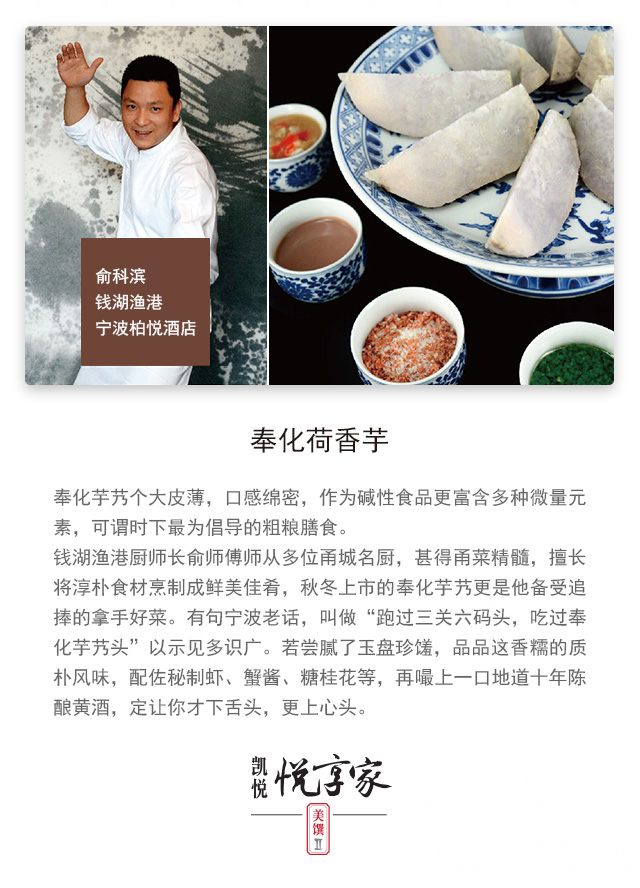 俞科滨
钱湖渔港
宁波柏悦酒店
奉化荷香芋
奉化芋艿个大皮薄，口感绵密，作为碱性食品更富含多种微量元
素，可谓时下最为倡导的粗粮膳食。
钱湖渔港厨师长俞师傅师从多位甬城名厨，甚得甬菜精髓，擅长
将淳朴食材烹制成鲜美佳肴，秋冬上市的奉化芋艿更是他备受追
捧的拿手好菜。有句宁波老话，叫做“跑过三关六码头，吃过奉
化芋艿头”以示见多识广。若尝腻了玉盘珍馐，品品这香糯的质
朴风味，配佐秘制虾、蟹酱、糖桂花等，再嘬上一口地道十年陈
酿黄酒，定让你才下舌头，更上心头。
凯悦 悦享家
美馔